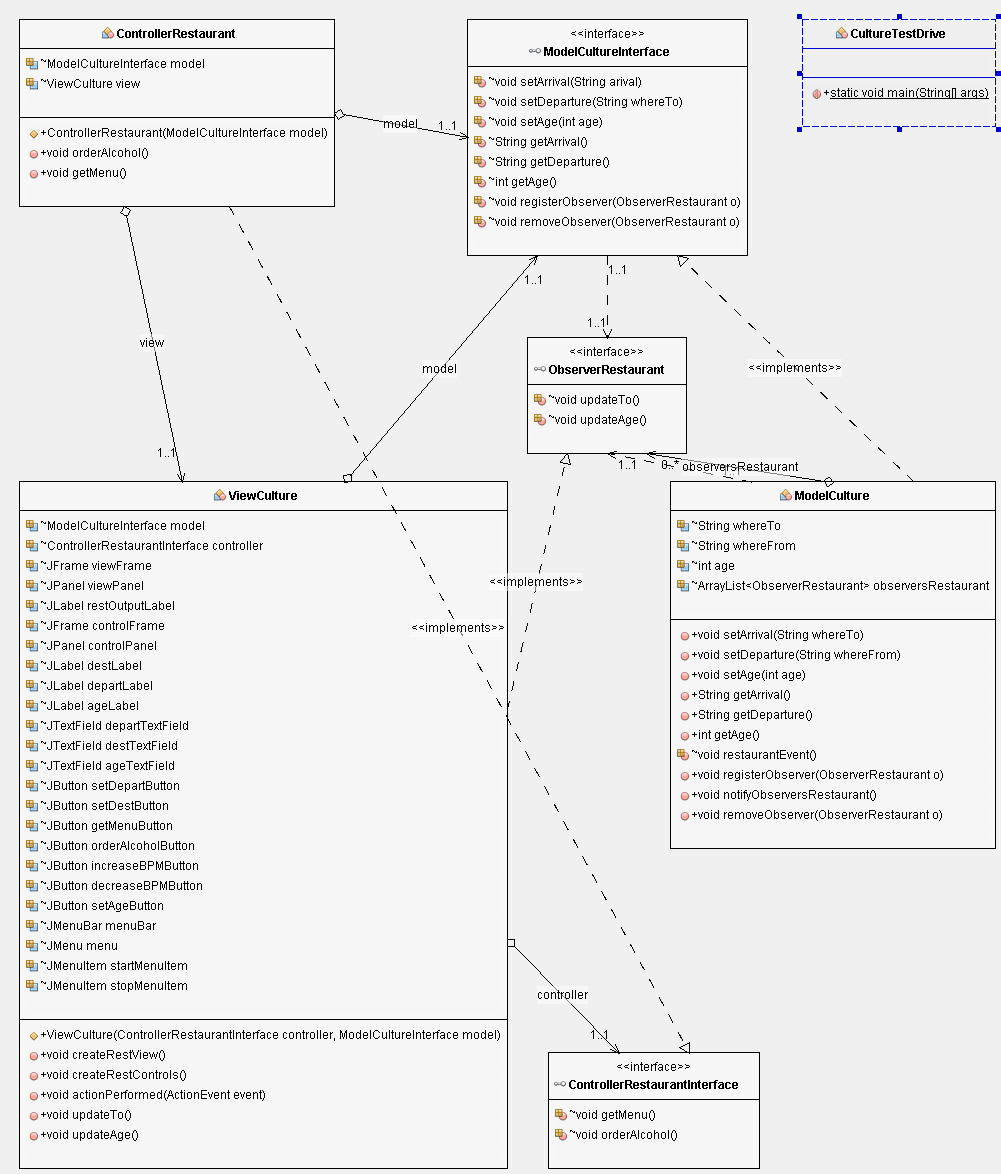 ControllerRestaurant
~ModelCultureInterface model
~ViewCulture view
+ControllerRestaurant(ModelCultureInterface model)
+void orderAlcohol()
+void getMenu()
<<interface>>
ModelCultureInterface
~void setArrival(String arival)
~void setDeparture(String whereTo)
~void setAge(int age)
~String getArrival()
~String getDeparture()
~int getAge()
~void registerObserver(ObserverRestaurant o)
~void removeObserver(ObserverRestaurant o)
CultureTestDrive
+static void main(String[] args)
model
1..1
view
1..1
model
1..1
1..1
1..1
<<implements>>
<<interface>>
ObserverRestaurant
~void updateTo()
~void updateAge()
1..1
0..*
observersRestaurant
1..1
<<implements>>
<<implements>>
ViewCulture
~ModelCultureInterface model
~ControllerRestaurantInterface controller
~JFrame viewFrame
~JPanel viewPanel
~JLabel restOutputLabel
~JFrame controlFrame
~JPanel controlPanel
~JLabel destLabel
~JLabel departLabel
~JLabel ageLabel
~JTextField departTextField
~JTextField destTextField
~JTextField ageTextField
~JButton setDepartButton
~JButton setDestButton
~JButton getMenuButton
~JButton orderAlcoholButton
~JButton increaseBPMButton
~JButton decreaseBPMButton
~JButton setAgeButton
~JMenuBar menuBar
~JMenu menu
~JMenuItem startMenuItem
~JMenuItem stopMenuItem
+ViewCulture(ControllerRestaurantInterface controller, ModelCultureInterface model)
+void createRestView()
+void createRestControls()
+void actionPerformed(ActionEvent event)
+void updateTo()
+void updateAge()
ModelCulture
~String whereTo
~String whereFrom
~int age
~ArrayList<ObserverRestaurant> observersRestaurant
+void setArrival(String whereTo)
+void setDeparture(String whereFrom)
+void setAge(int age)
+String getArrival()
+String getDeparture()
+int getAge()
~void restaurantEvent()
+void registerObserver(ObserverRestaurant o)
+void notifyObserversRestaurant()
+void removeObserver(ObserverRestaurant o)
controller
1..1
<<interface>>
ControllerRestaurantInterface
~void getMenu()
~void orderAlcohol()